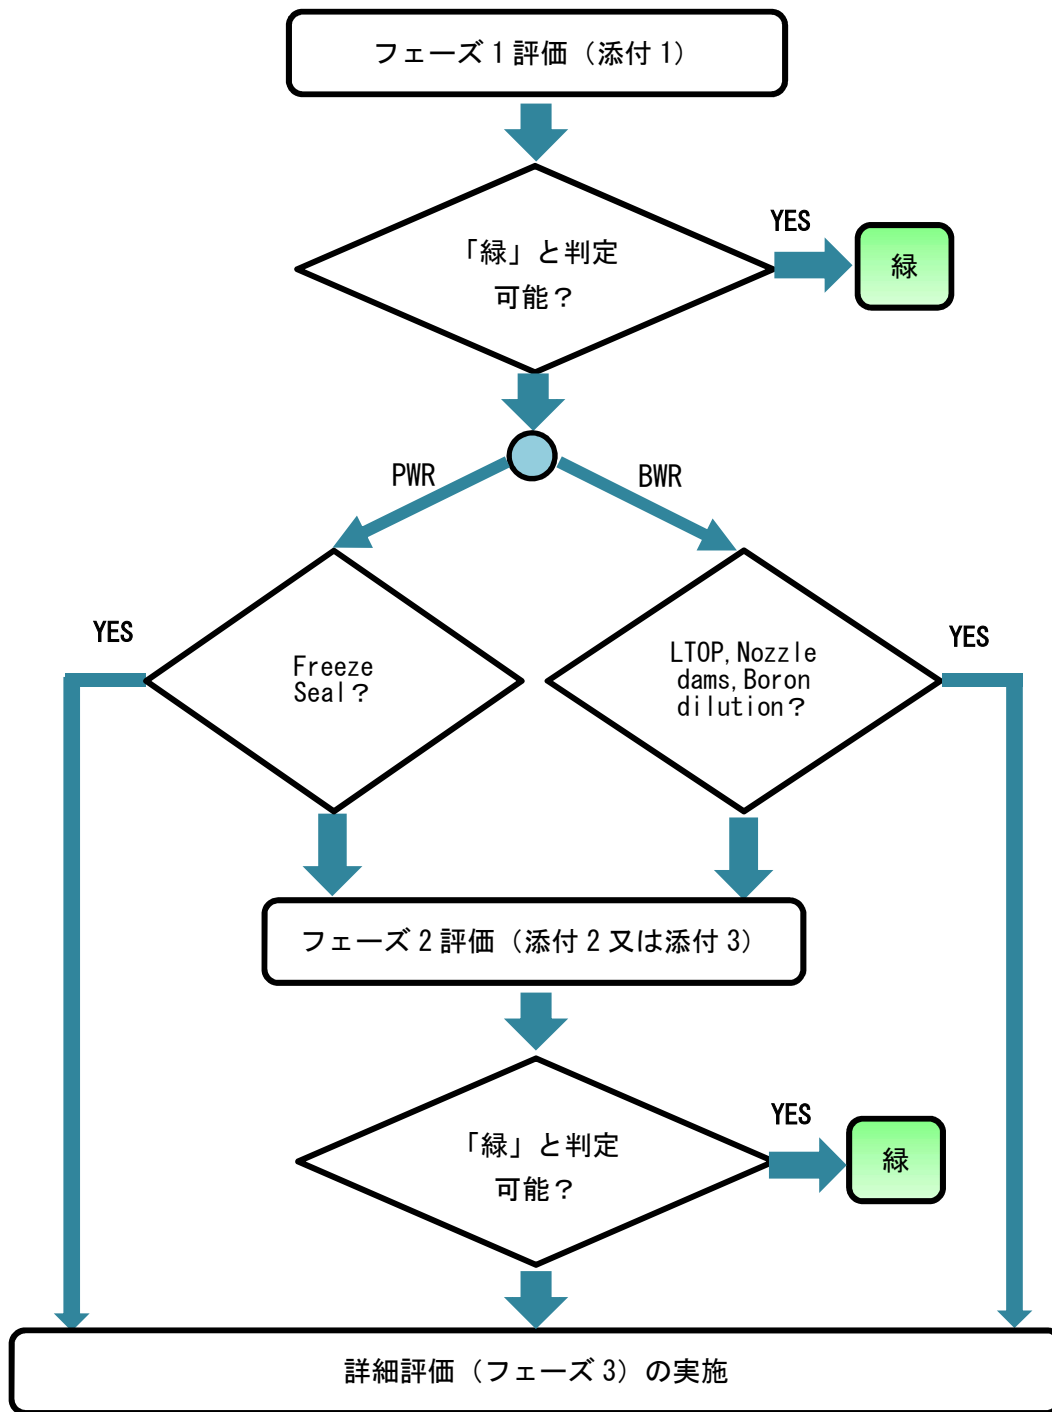 フェーズ1評価（添付1）
「緑」と判定
可能？
YES
緑
PWR
BWR
YES
Freeze
Seal？
LTOP,Nozzle
dams,Boron
dilution？
YES
フェーズ2評価（添付2又は添付3）
「緑」と判定
可能？
YES
緑
詳細評価（フェーズ3）の実施